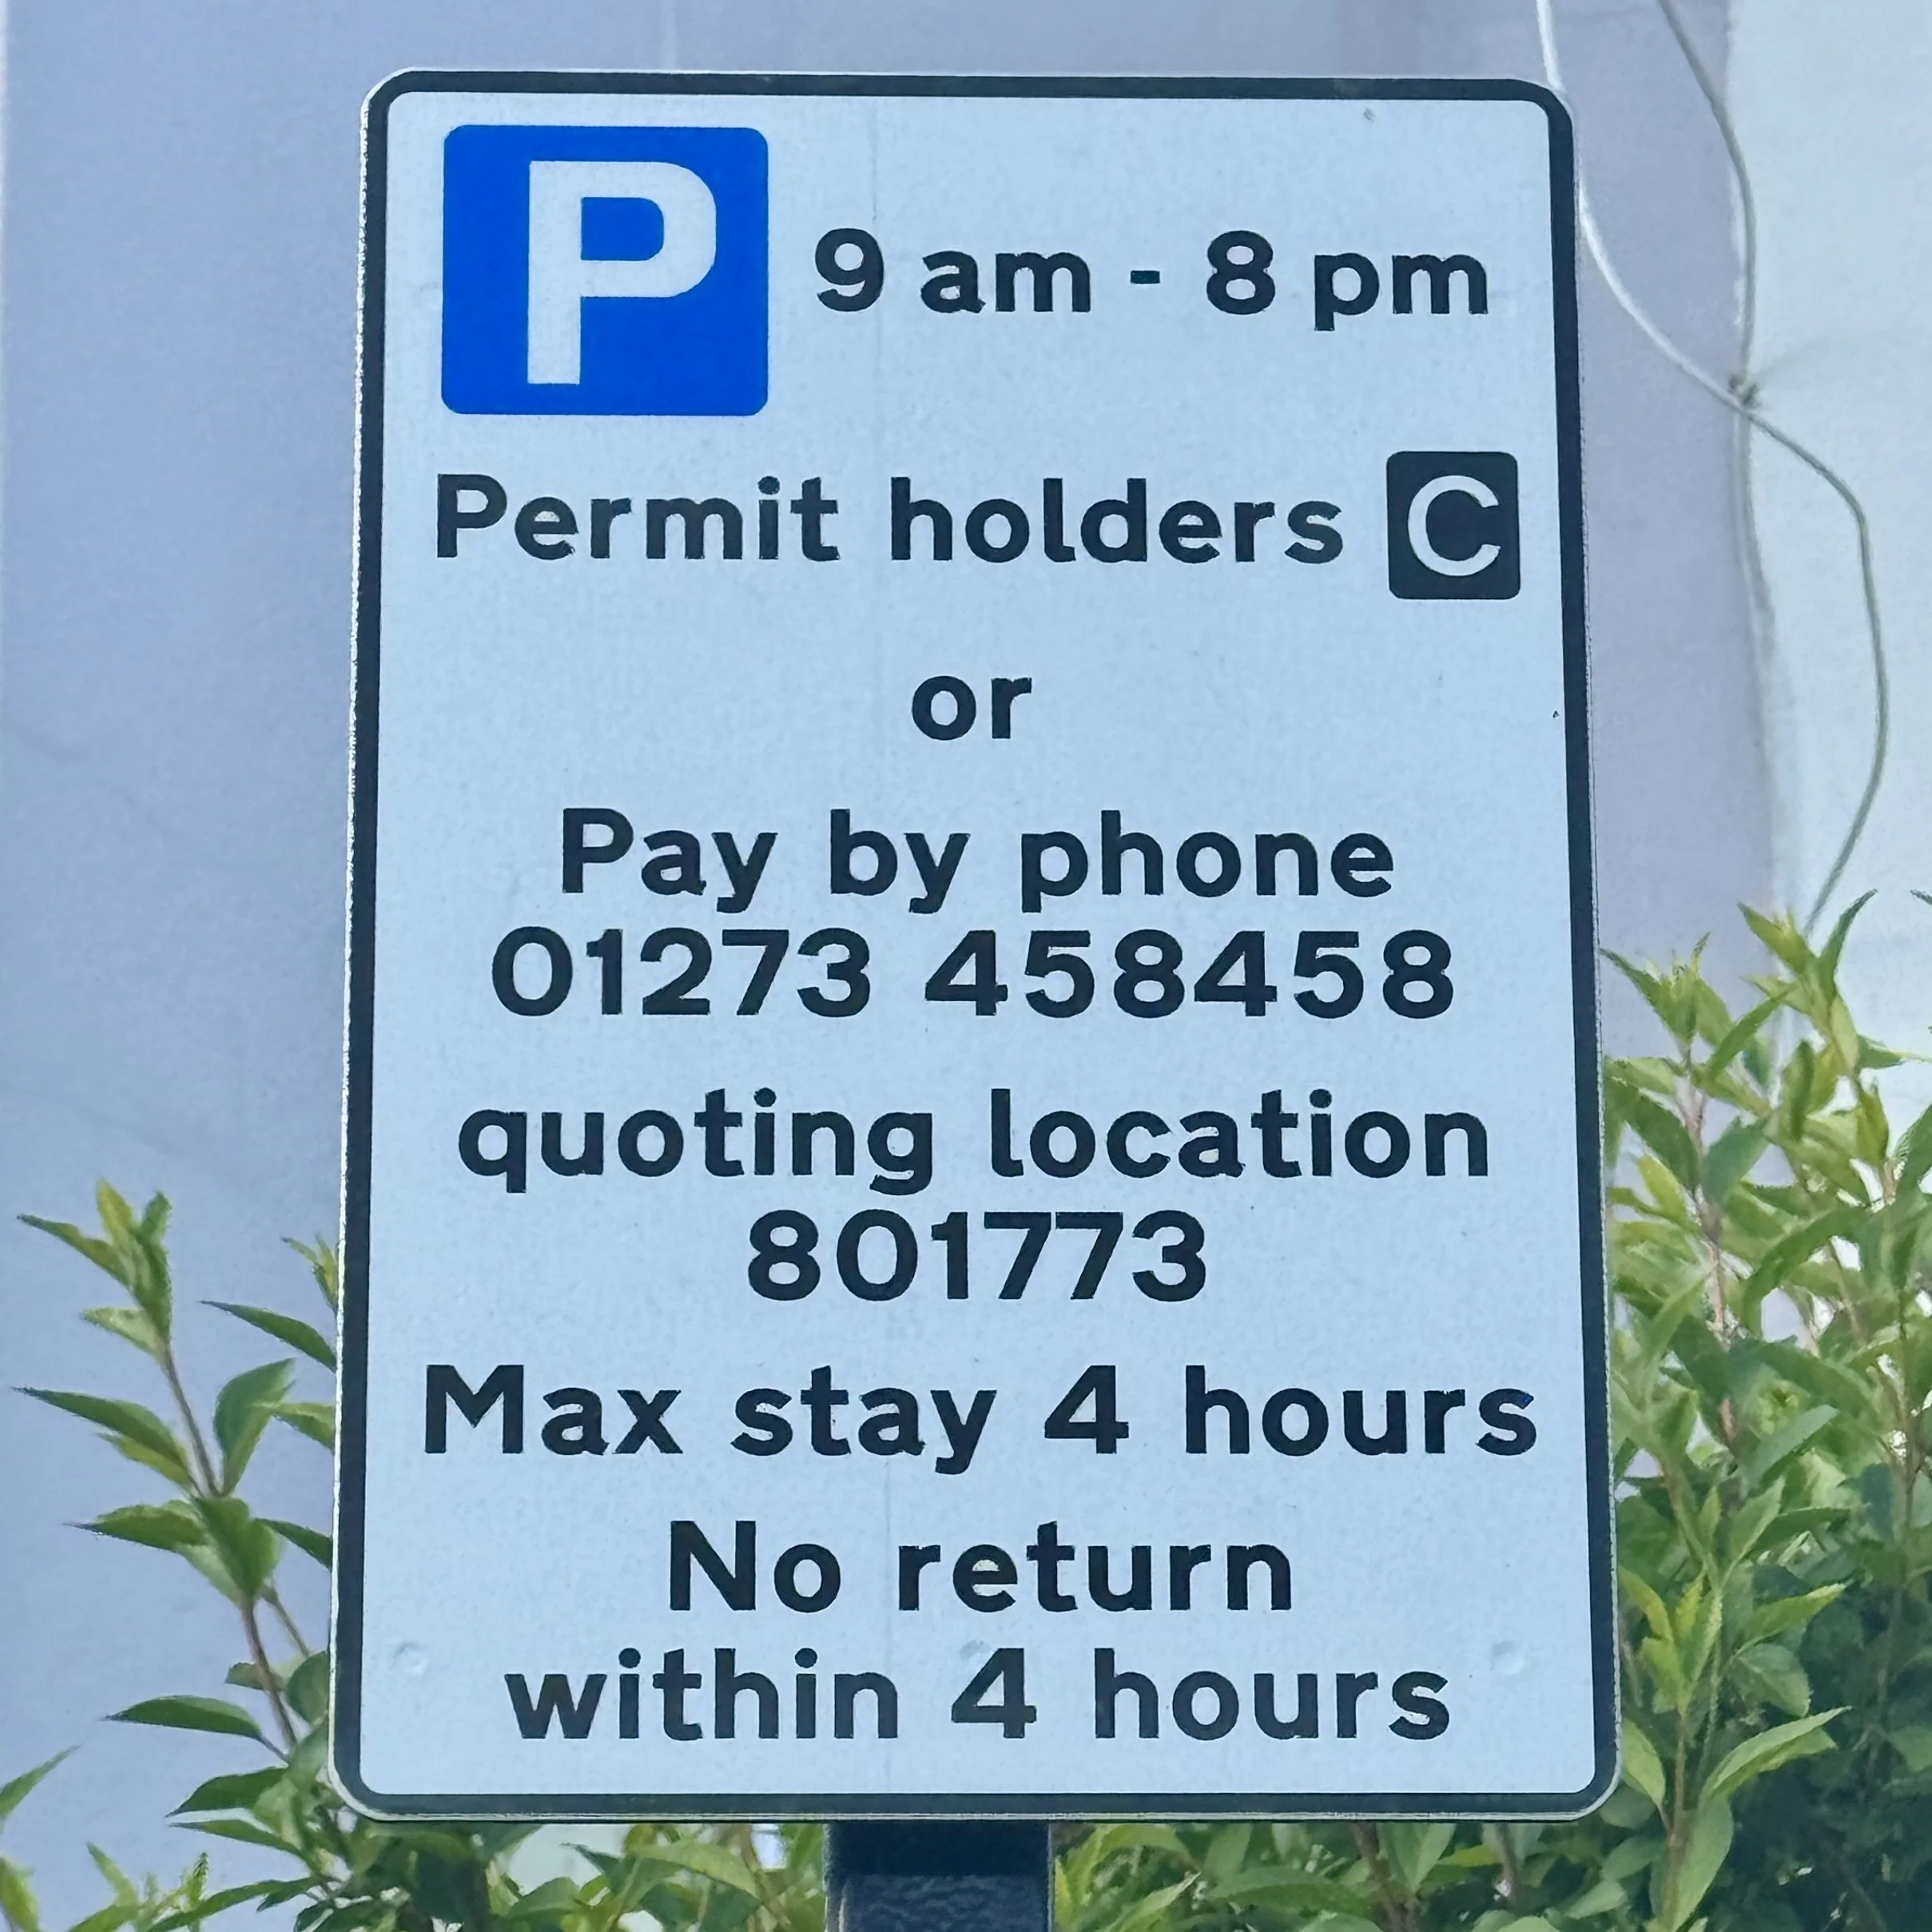 P 9 am - 8 pm
Permit holders C
or
Pay by phone
01273 458458
quoting location
801773
Max stay 4 hours
No return
within 4 hours